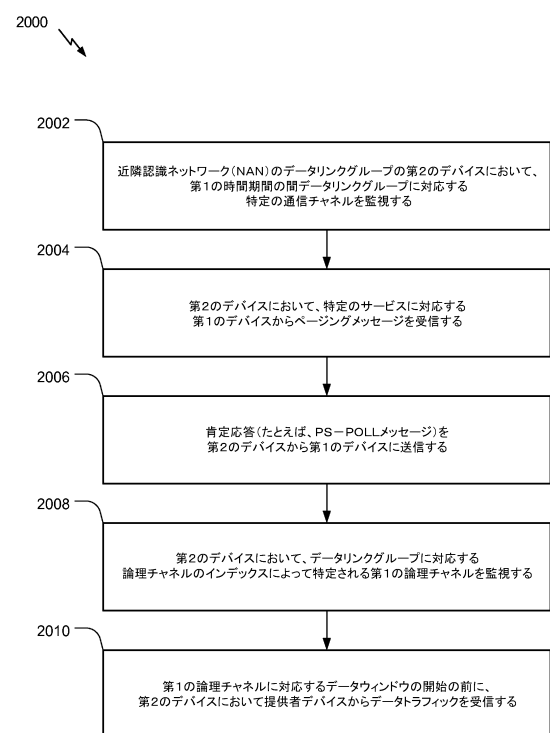 2000
2002
近隣認識ネットワーク(NAN)のデータリンクグループの第2のデバイスにおいて、
第1の時間期間の間データリンクグループに対応する
特定の通信チャネルを監視する
2004
第2のデバイスにおいて、特定のサービスに対応する
第1のデバイスからページングメッセージを受信する
2006
肯定応答(たとえば、PS-POLLメッセージ)を
第2のデバイスから第1のデバイスに送信する
2008
第2のデバイスにおいて、データリンクグループに対応する
論理チャネルのインデックスによって特定される第1の論理チャネルを監視する
2010
第1の論理チャネルに対応するデータウィンドウの開始の前に、
第2のデバイスにおいて提供者デバイスからデータトラフィックを受信する